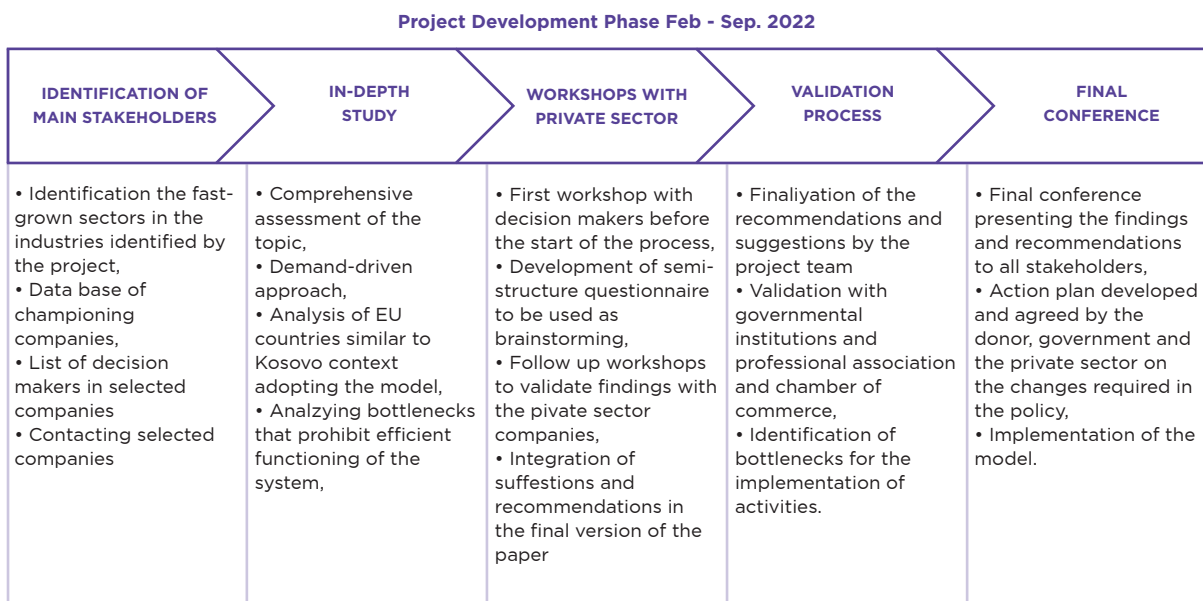 Project Development Phase Feb - Sep. 2022
IDENTIFICATION OF
MAIN STAKEHOLDERS
IN-DEPTH
STUDY
WORKSHOPS WITH
PRIVATE SECTOR
VALIDATION
PROCESS
FINAL
CONFERENCE
• Identification the fast-
grown sectors in the
industries identified by
the project,
• Data base of
championing
companies,
• List of decision
makers in selected
companies
• Contacting selected
companies
• Comprehensive
assessment of the
topic,
• Demand-driven
approach,
• Analysis of EU
countries similar to
Kosovo context
adopting the model,
• Analzying bottlenecks
that prohibit efficient
functioning of the
system,
• First workshop with
decision makers before
the start of the process,
• Development of semi-
structure questionnaire
to be used as
brainstorming,
• Follow up workshops
to validate findings with
the pivate sector
companies,
• Integration of
suffestions and
recommendations in
the final version of the
paper
• Finaliyation of the
recommendations and
suggestions by the
project team
• Validation with
governmental
institutions and
professional association
and chamber of
commerce,
• Identification of
bottlenecks for the
implementation of
activities.
• Final conference
presenting the findings
and recommendations
to all stakeholders,
• Action plan developed
and agreed by the
donor, government and
the private sector on
the changes required in
the policy,
• Implementation of the
model.